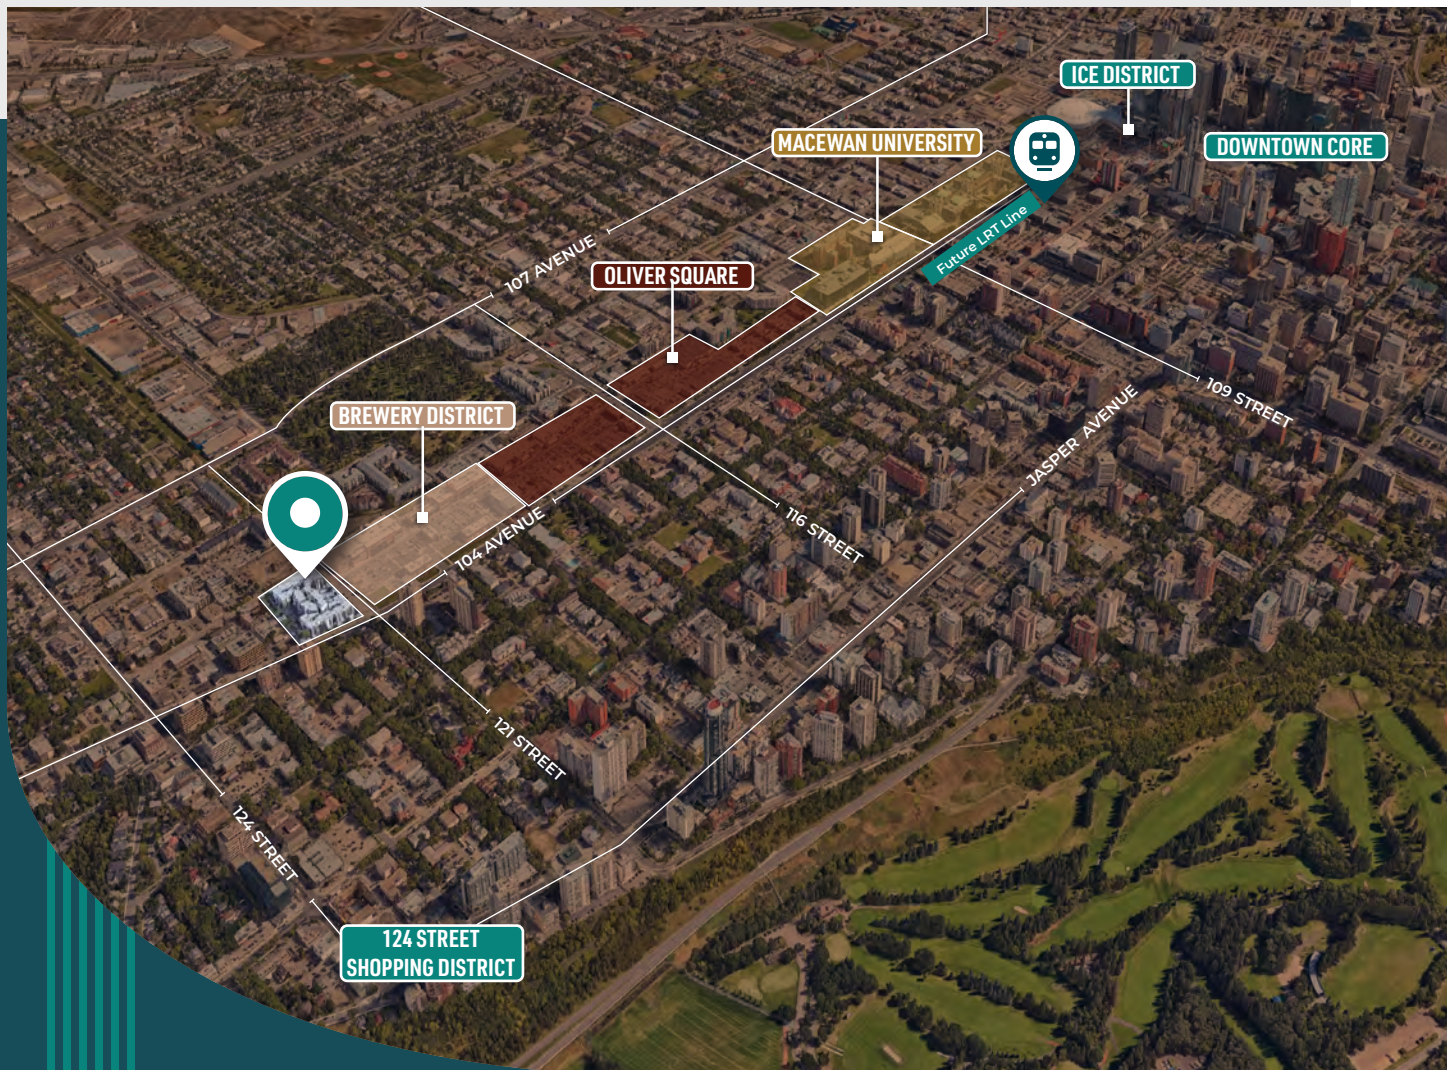 ICE DISTRICT
MACEWAN UNIVERSITY
DOWNTOWN CORE
Future LRT Line
107 AVENUE
OLIVER SQUARE
109 STREET
JASPER AVENUE
BREWERY DISTRICT
104 AVENUE
116 STREET
121 STREET
124 STREET
124 STREET
SHOPPING DISTRICT